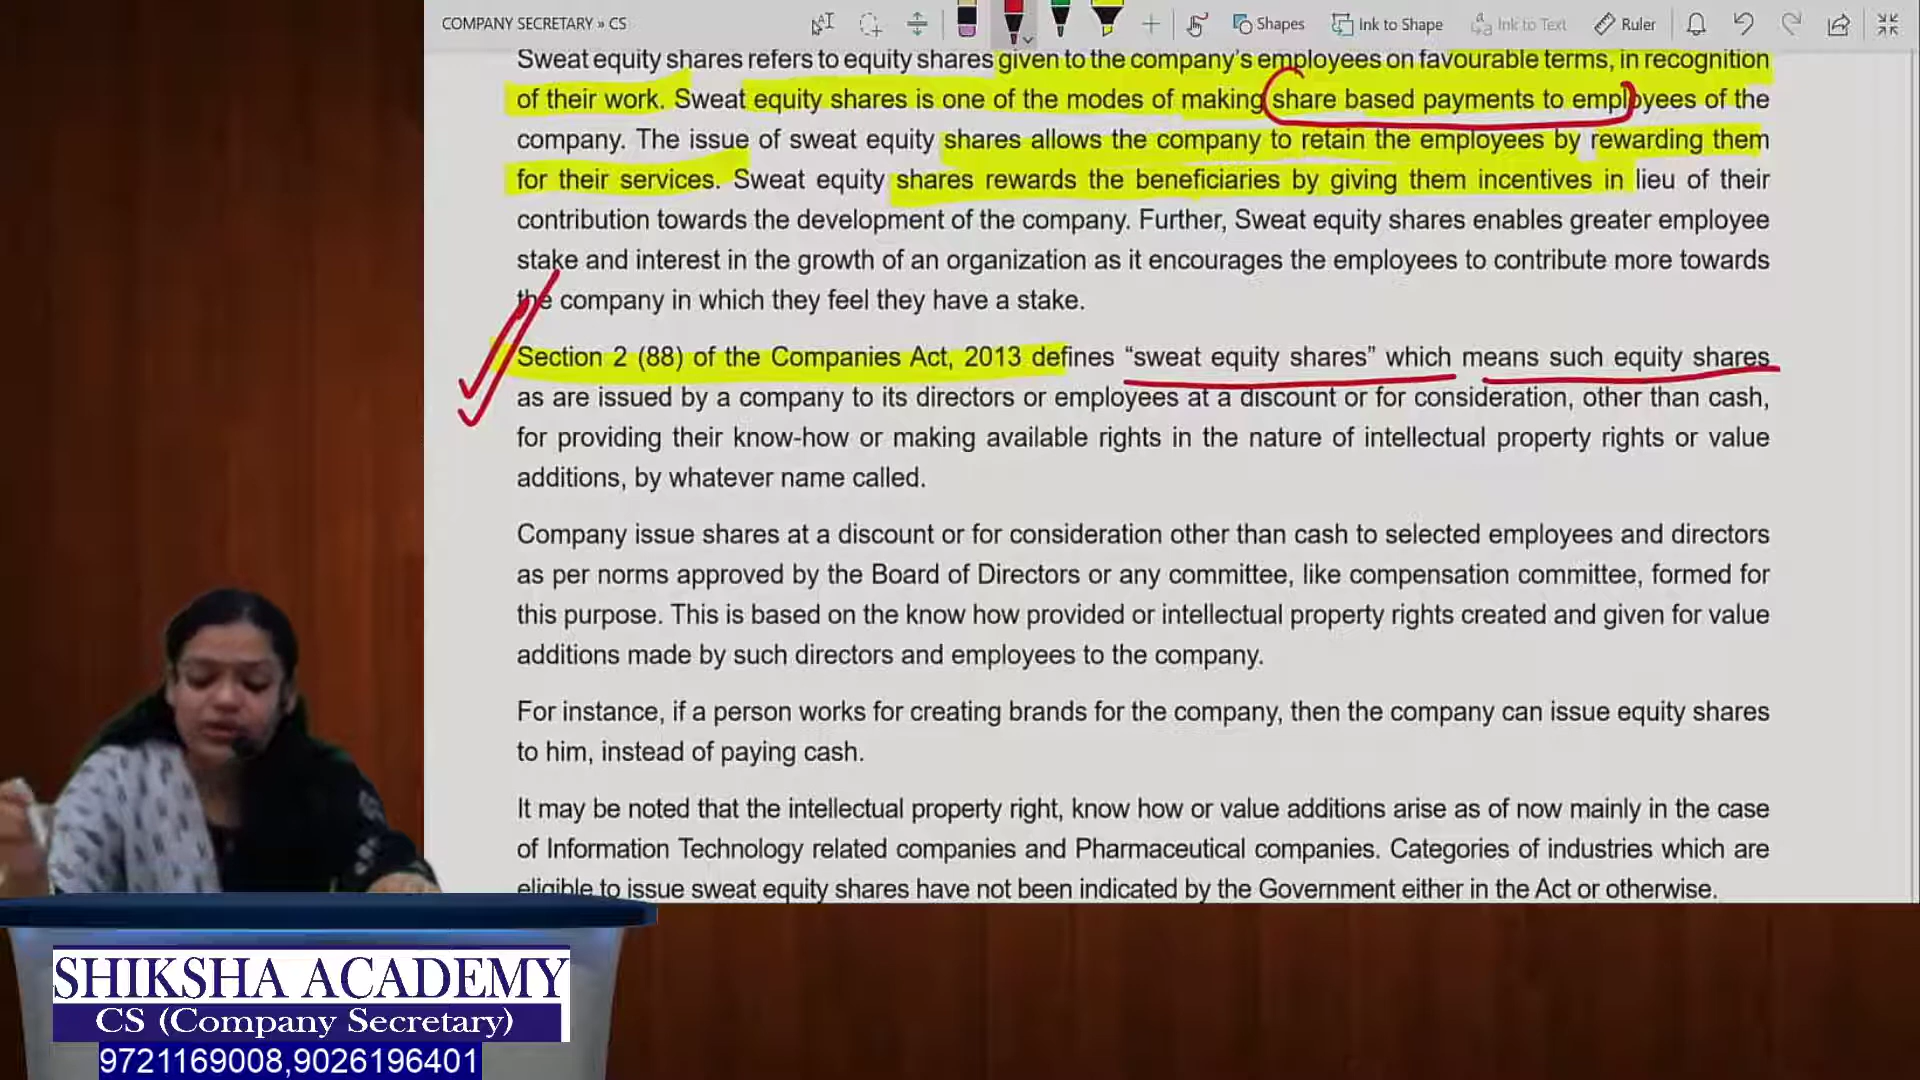 COMPANY SECRETARY » CS
Shapes
Ink to Shape
Ink to Text
Ruler
Sweat equity shares refers to equity shares given to the company's employees on favourable terms, in recognition
of their work. Sweat equity shares is one of the modes of making share based payments to employees of the
company. The issue of sweat equity shares allows the company to retain the employees by rewarding them
for their services. Sweat equity shares rewards the beneficiaries by giving them incentives in lieu of their
contribution towards the development of the company. Further, Sweat equity shares enables greater employee
stake and interest in the growth of an organization as it encourages the employees to contribute more towards
the company in which they feel they have a stake.
Section 2 (88) of the Companies Act, 2013 defines “sweat equity shares” which means such equity shares
as are issued by a company to its directors or employees at a discount or for consideration, other than cash,
for providing their know-how or making available rights in the nature of intellectual property rights or value
additions, by whatever name called.
Company issue shares at a discount or for consideration other than cash to selected employees and directors
as per norms approved by the Board of Directors or any committee, like compensation committee, formed for
this purpose. This is based on the know how provided or intellectual property rights created and given for value
additions made by such directors and employees to the company.
For instance, if a person works for creating brands for the company, then the company can issue equity shares
to him, instead of paying cash.
It may be noted that the intellectual property right, know how or value additions arise as of now mainly in the case
of Information Technology related companies and Pharmaceutical companies. Categories of industries which are
eligible to issue sweat equity shares have not been indicated by the Government either in the Act or otherwise.
SHIKSHA ACADEMY
CS (Company Secretary)
9721169008,9026196401